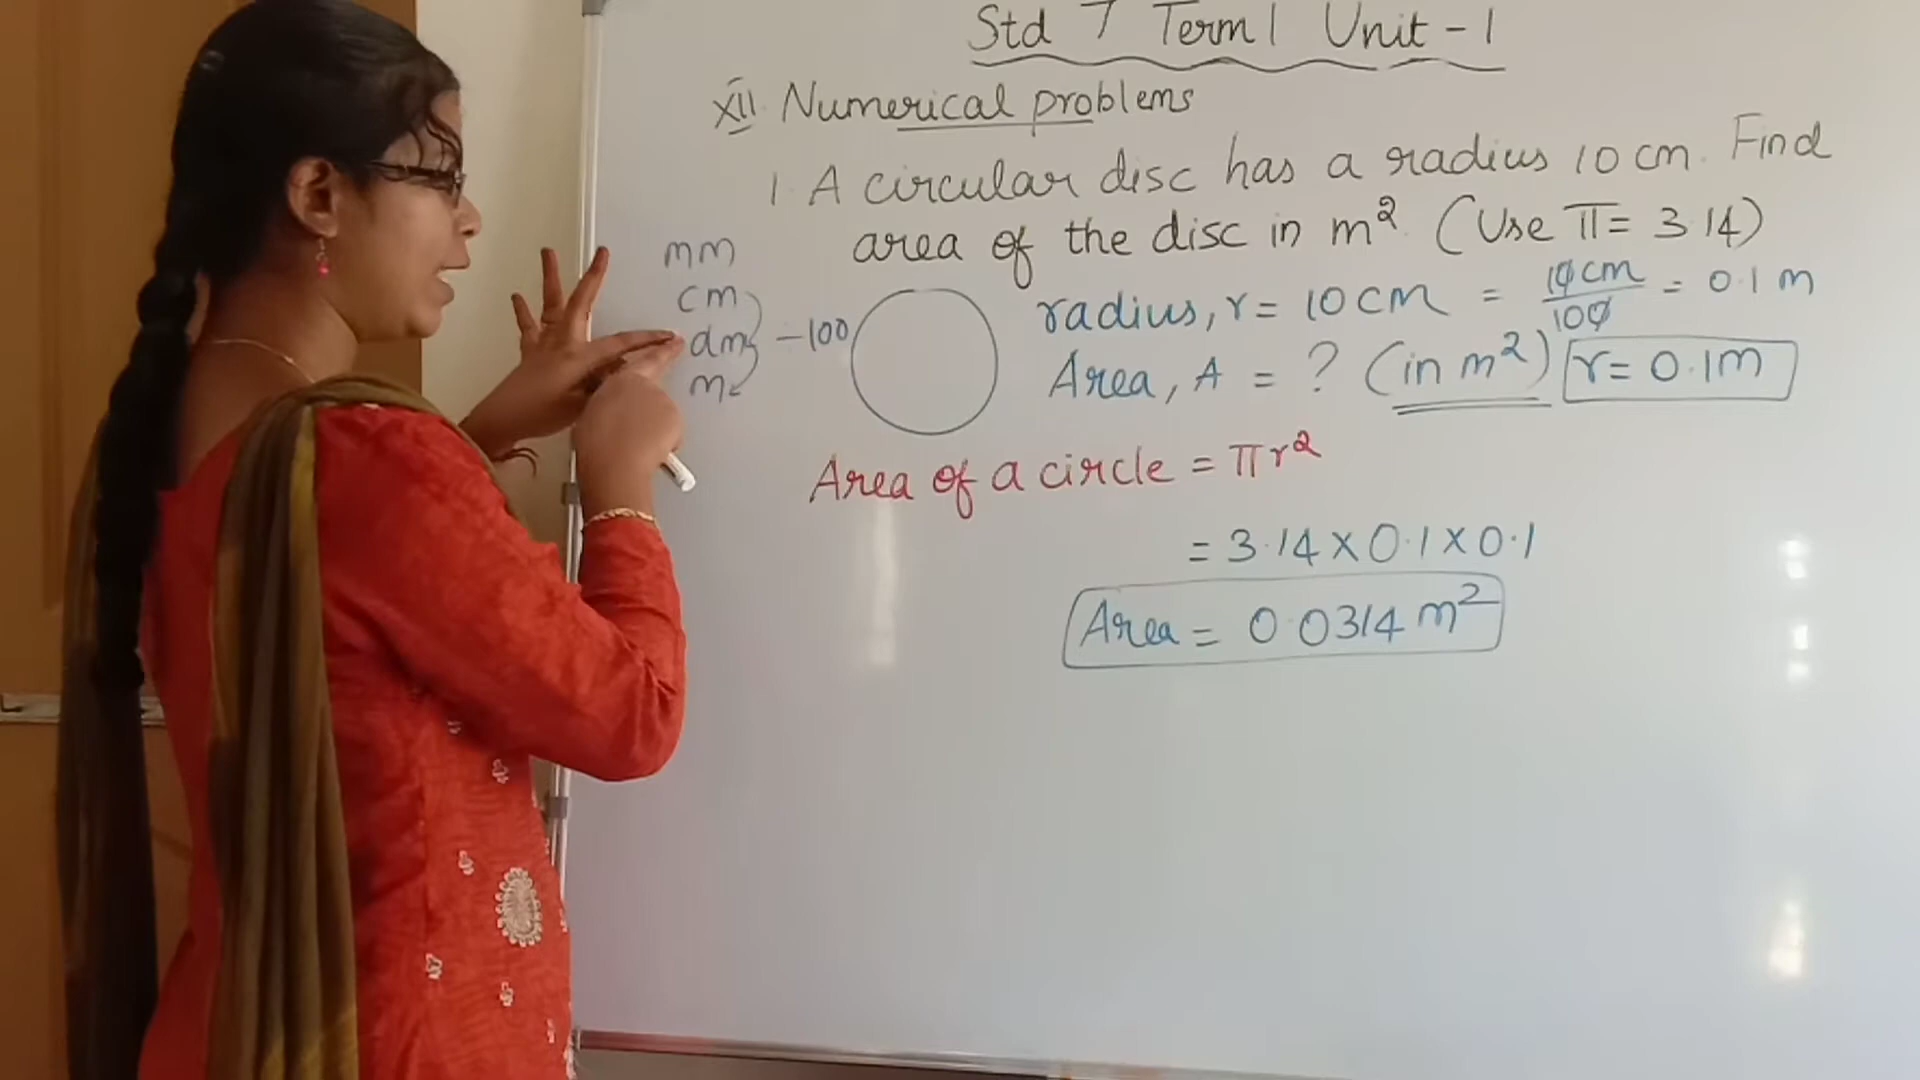 Std 7 Term 1 Unit - 1
XII. Numerical problems
1. A circular disc has a radius 10 cm. Find
area of the disc in m² (Use π = 3.14)
mm
cm
dm ÷100
m
radius, r = 10 cm = 10 cm / 100 = 0.1 m
Area, A = ? (in m²) r = 0.1m
Area of a circle = πr²
= 3.14 × 0.1 × 0.1
Area = 0.0314 m²